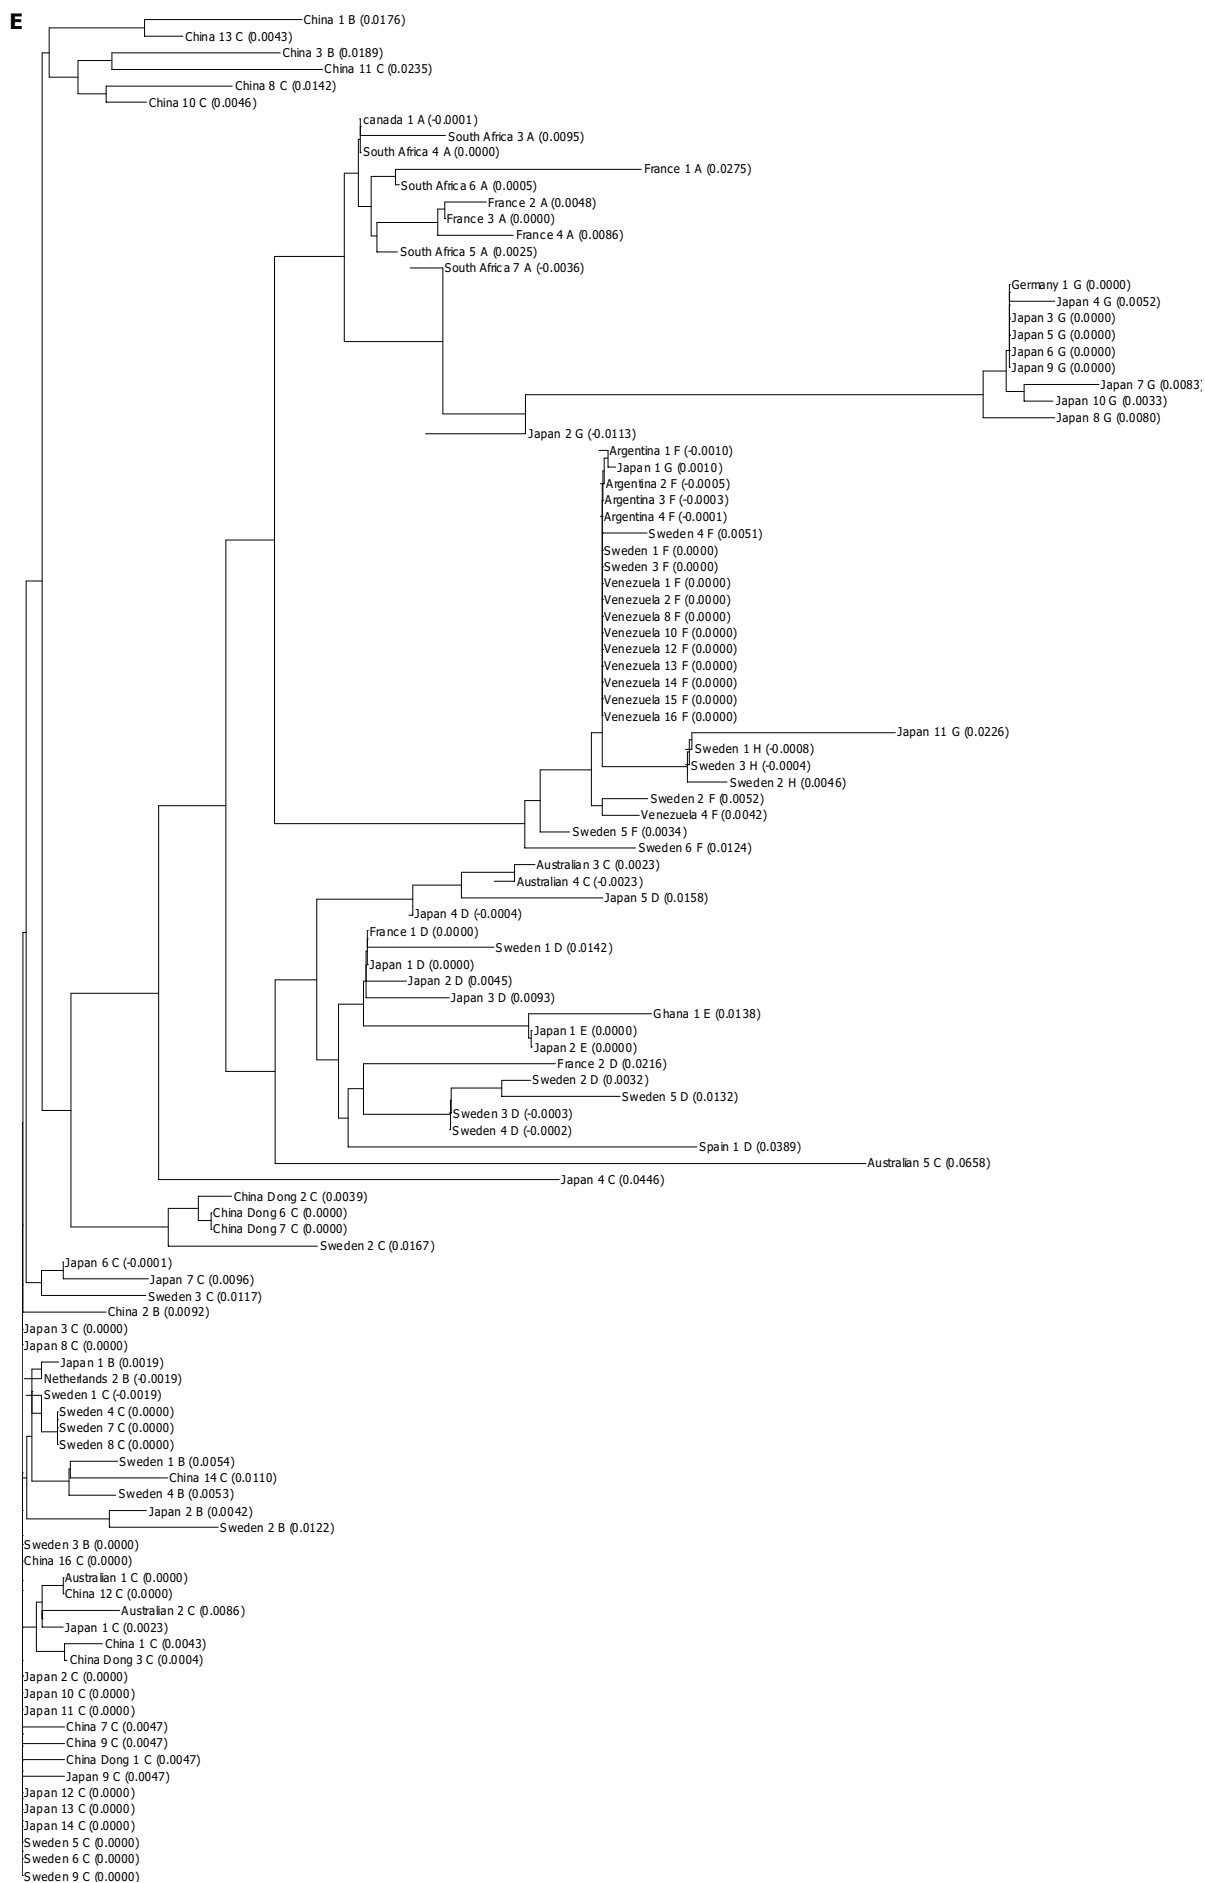 E
China 1 B (0.0176)
China 13 C (0.0043)
China 3 B (0.0189)
China 11 C (0.0235)
China 8 C (0.0142)
China 10 C (0.0046)
canada 1 A (-0.0001)
South Africa 3 A (0.0095)
South Africa 4 A (0.0000)
France 1 A (0.0275)
South Africa 6 A (0.0005)
France 2 A (0.0048)
France 3 A (0.0000)
France 4 A (0.0086)
South Africa 5 A (0.0025)
South Africa 7 A (-0.0036)
Germany 1 G (0.0000)
Japan 4 G (0.0052)
Japan 3 G (0.0000)
Japan 5 G (0.0000)
Japan 6 G (0.0000)
Japan 9 G (0.0000)
Japan 7 G (0.0083)
Japan 10 G (0.0033)
Japan 8 G (0.0080)
Japan 2 G (-0.0113)
Argentina 1 F (-0.0010)
Japan 1 G (0.0010)
Argentina 2 F (-0.0005)
Argentina 3 F (-0.0003)
Argentina 4 F (-0.0001)
Sweden 4 F (0.0051)
Sweden 1 F (0.0000)
Sweden 3 F (0.0000)
Venezuela 1 F (0.0000)
Venezuela 2 F (0.0000)
Venezuela 8 F (0.0000)
Venezuela 10 F (0.0000)
Venezuela 12 F (0.0000)
Venezuela 13 F (0.0000)
Venezuela 14 F (0.0000)
Venezuela 15 F (0.0000)
Venezuela 16 F (0.0000)
Japan 11 G (0.0226)
Sweden 1 H (-0.0008)
Sweden 3 H (-0.0004)
Sweden 2 H (0.0046)
Sweden 2 F (0.0052)
Venezuela 4 F (0.0042)
Sweden 5 F (0.0034)
Sweden 6 F (0.0124)
Australian 3 C (0.0023)
Australian 4 C (-0.0023)
Japan 5 D (0.0158)
Japan 4 D (-0.0004)
France 1 D (0.0000)
Sweden 1 D (0.0142)
Japan 1 D (0.0000)
Japan 2 D (0.0045)
Japan 3 D (0.0093)
Ghana 1 E (0.0138)
Japan 1 E (0.0000)
Japan 2 E (0.0000)
France 2 D (0.0216)
Sweden 2 D (0.0032)
Sweden 5 D (0.0132)
Sweden 3 D (-0.0003)
Sweden 4 D (-0.0002)
Spain 1 D (0.0389)
Australian 5 C (0.0658)
Japan 4 C (0.0446)
China Dong 2 C (0.0039)
China Dong 6 C (0.0000)
China Dong 7 C (0.0000)
Sweden 2 C (0.0167)
Japan 6 C (-0.0001)
Japan 7 C (0.0096)
Sweden 3 C (0.0117)
China 2 B (0.0092)
Japan 3 C (0.0000)
Japan 8 C (0.0000)
Japan 1 B (0.0019)
Netherlands 2 B (-0.0019)
Sweden 1 C (-0.0019)
Sweden 4 C (0.0000)
Sweden 7 C (0.0000)
Sweden 8 C (0.0000)
Sweden 1 B (0.0054)
China 14 C (0.0110)
Sweden 4 B (0.0053)
Japan 2 B (0.0042)
Sweden 2 B (0.0122)
Sweden 3 B (0.0000)
China 16 C (0.0000)
Australian 1 C (0.0000)
China 12 C (0.0000)
Australian 2 C (0.0086)
Japan 1 C (0.0023)
China 1 C (0.0043)
China Dong 3 C (0.0004)
Japan 2 C (0.0000)
Japan 10 C (0.0000)
Japan 11 C (0.0000)
China 7 C (0.0047)
China 9 C (0.0047)
China Dong 1 C (0.0047)
Japan 9 C (0.0047)
Japan 12 C (0.0000)
Japan 13 C (0.0000)
Japan 14 C (0.0000)
Sweden 5 C (0.0000)
Sweden 6 C (0.0000)
Sweden 9 C (0.0000)